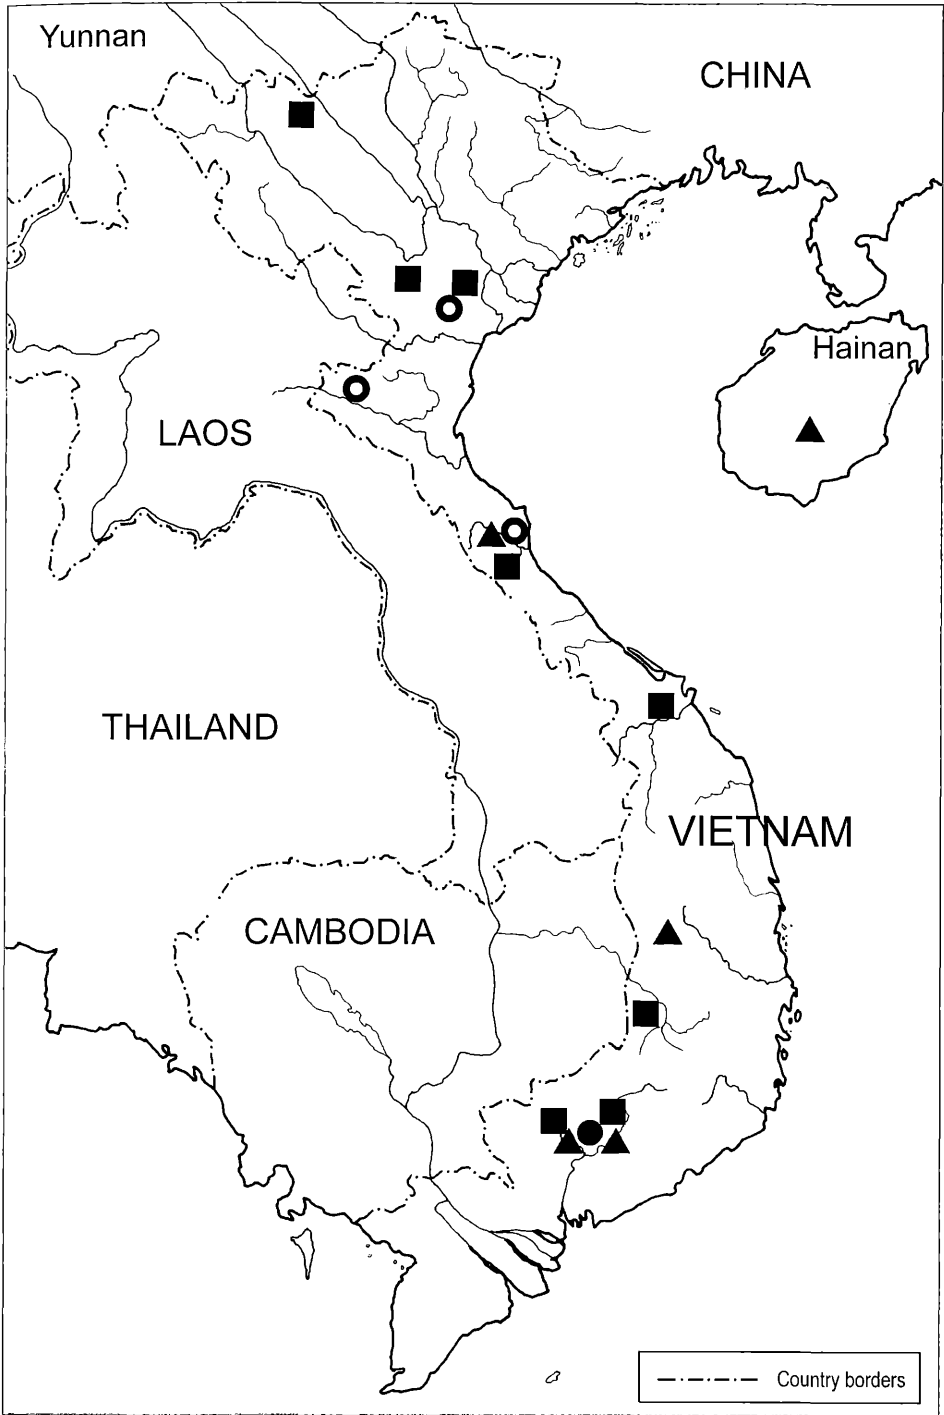 Yunnan
CHINA
Hainan
LAOS
THAILAND
VIETNAM
CAMBODIA
Country borders